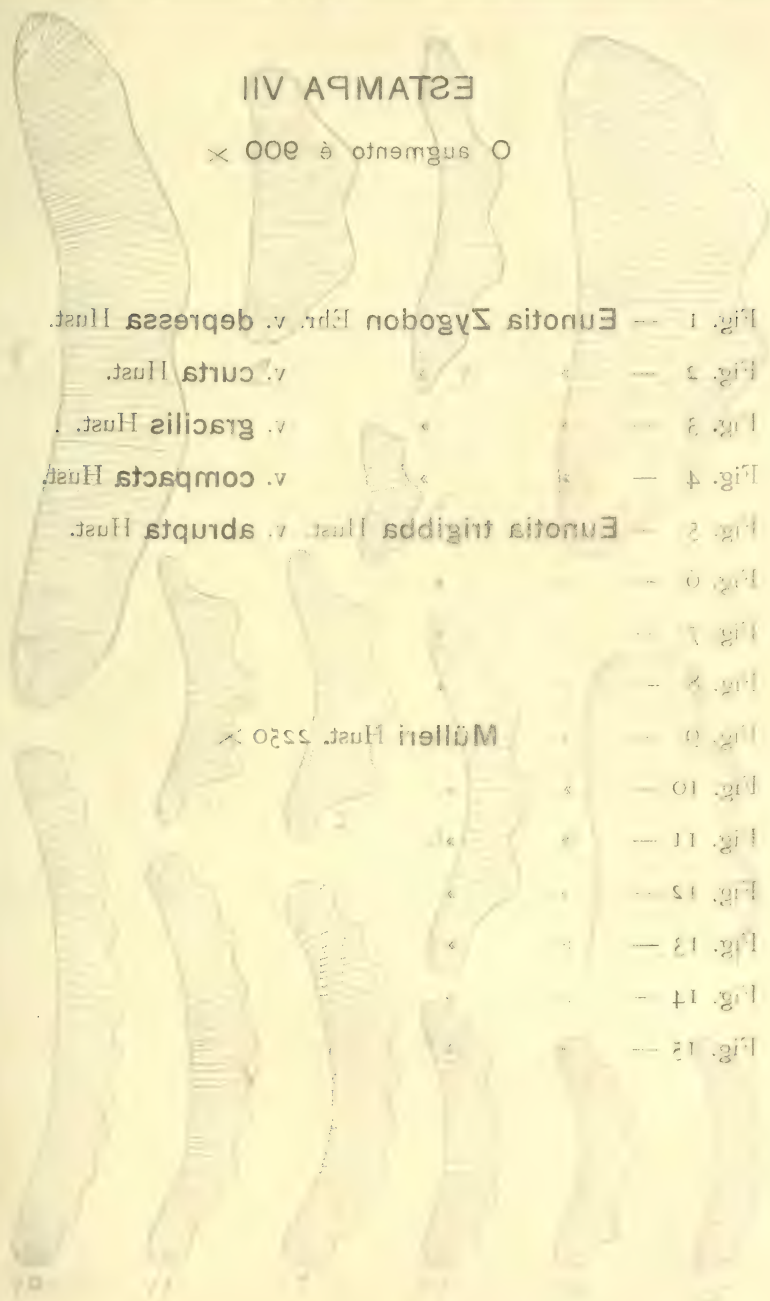 ESTAMPA VII
O augmento é 900 ×
Fig. 1 — Eunotia Zygodon Ehr. v. depressa Hust.
Fig. 2 — » » v. curta Hust.
Fig. 3 — » » v. gracilis Hust.
Fig. 4 — » » v. compacta Hust.
Fig. 5 — Eunotia trigibba Hust. v. abrupta Hust.
Fig. 6 — »
Fig. 7 — »
Fig. 8 — »
Fig. 9 — » Mülleri Hust. 2250 ×
Fig. 10 — » »
Fig. 11 — » »
Fig. 12 — » »
Fig. 13 — » »
Fig. 14 — » »
Fig. 15 — » »